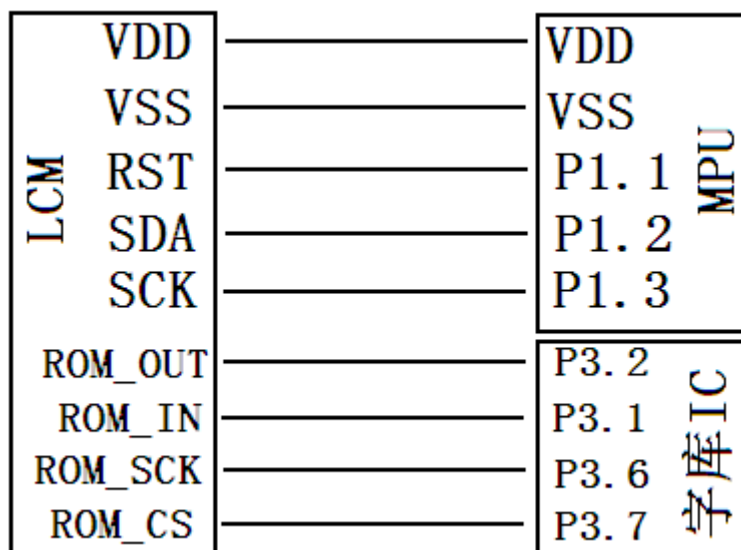 VDD VDD
VSS VSS
RST P1.1
SDA P1.2
SCK P1.3
LCM
MPU
ROM_OUT P3.2
ROM_IN P3.1
ROM_SCK P3.6
ROM_CS P3.7
字库IC